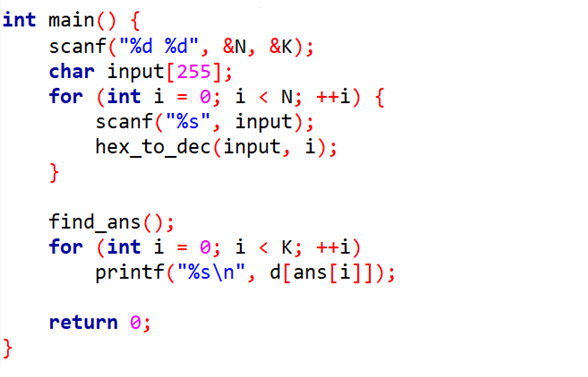 int main() {
    scanf("%d %d", &N, &K);
    char input[255];
    for (int i = 0; i < N; ++i) {
        scanf("%s", input);
        hex_to_dec(input, i);
    }
    find_ans();
    for (int i = 0; i < K; ++i)
        printf("%s\n", d[ans[i]]);
    return 0;
}